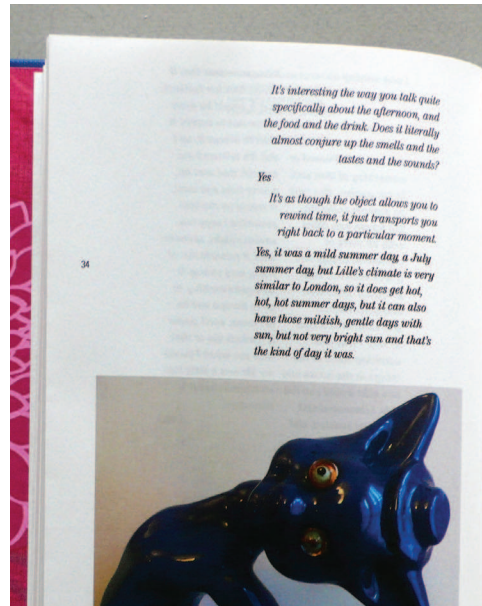 It's interesting the way you talk quite
specifically about the afternoon, and
the food and the drink. Does it literally
almost conjure up the smells and the
tastes and the sounds?
Yes
It's as though the object allows you to
rewind time, it just transports you
right back to a particular moment.
34
Yes, it was a mild summer day, a July
summer day, but Lille's climate is very
similar to London, so it does get hot,
hot, hot summer days, but it can also
have those mildish, gentle days with
sun, but not very bright sun and that's
the kind of day it was.